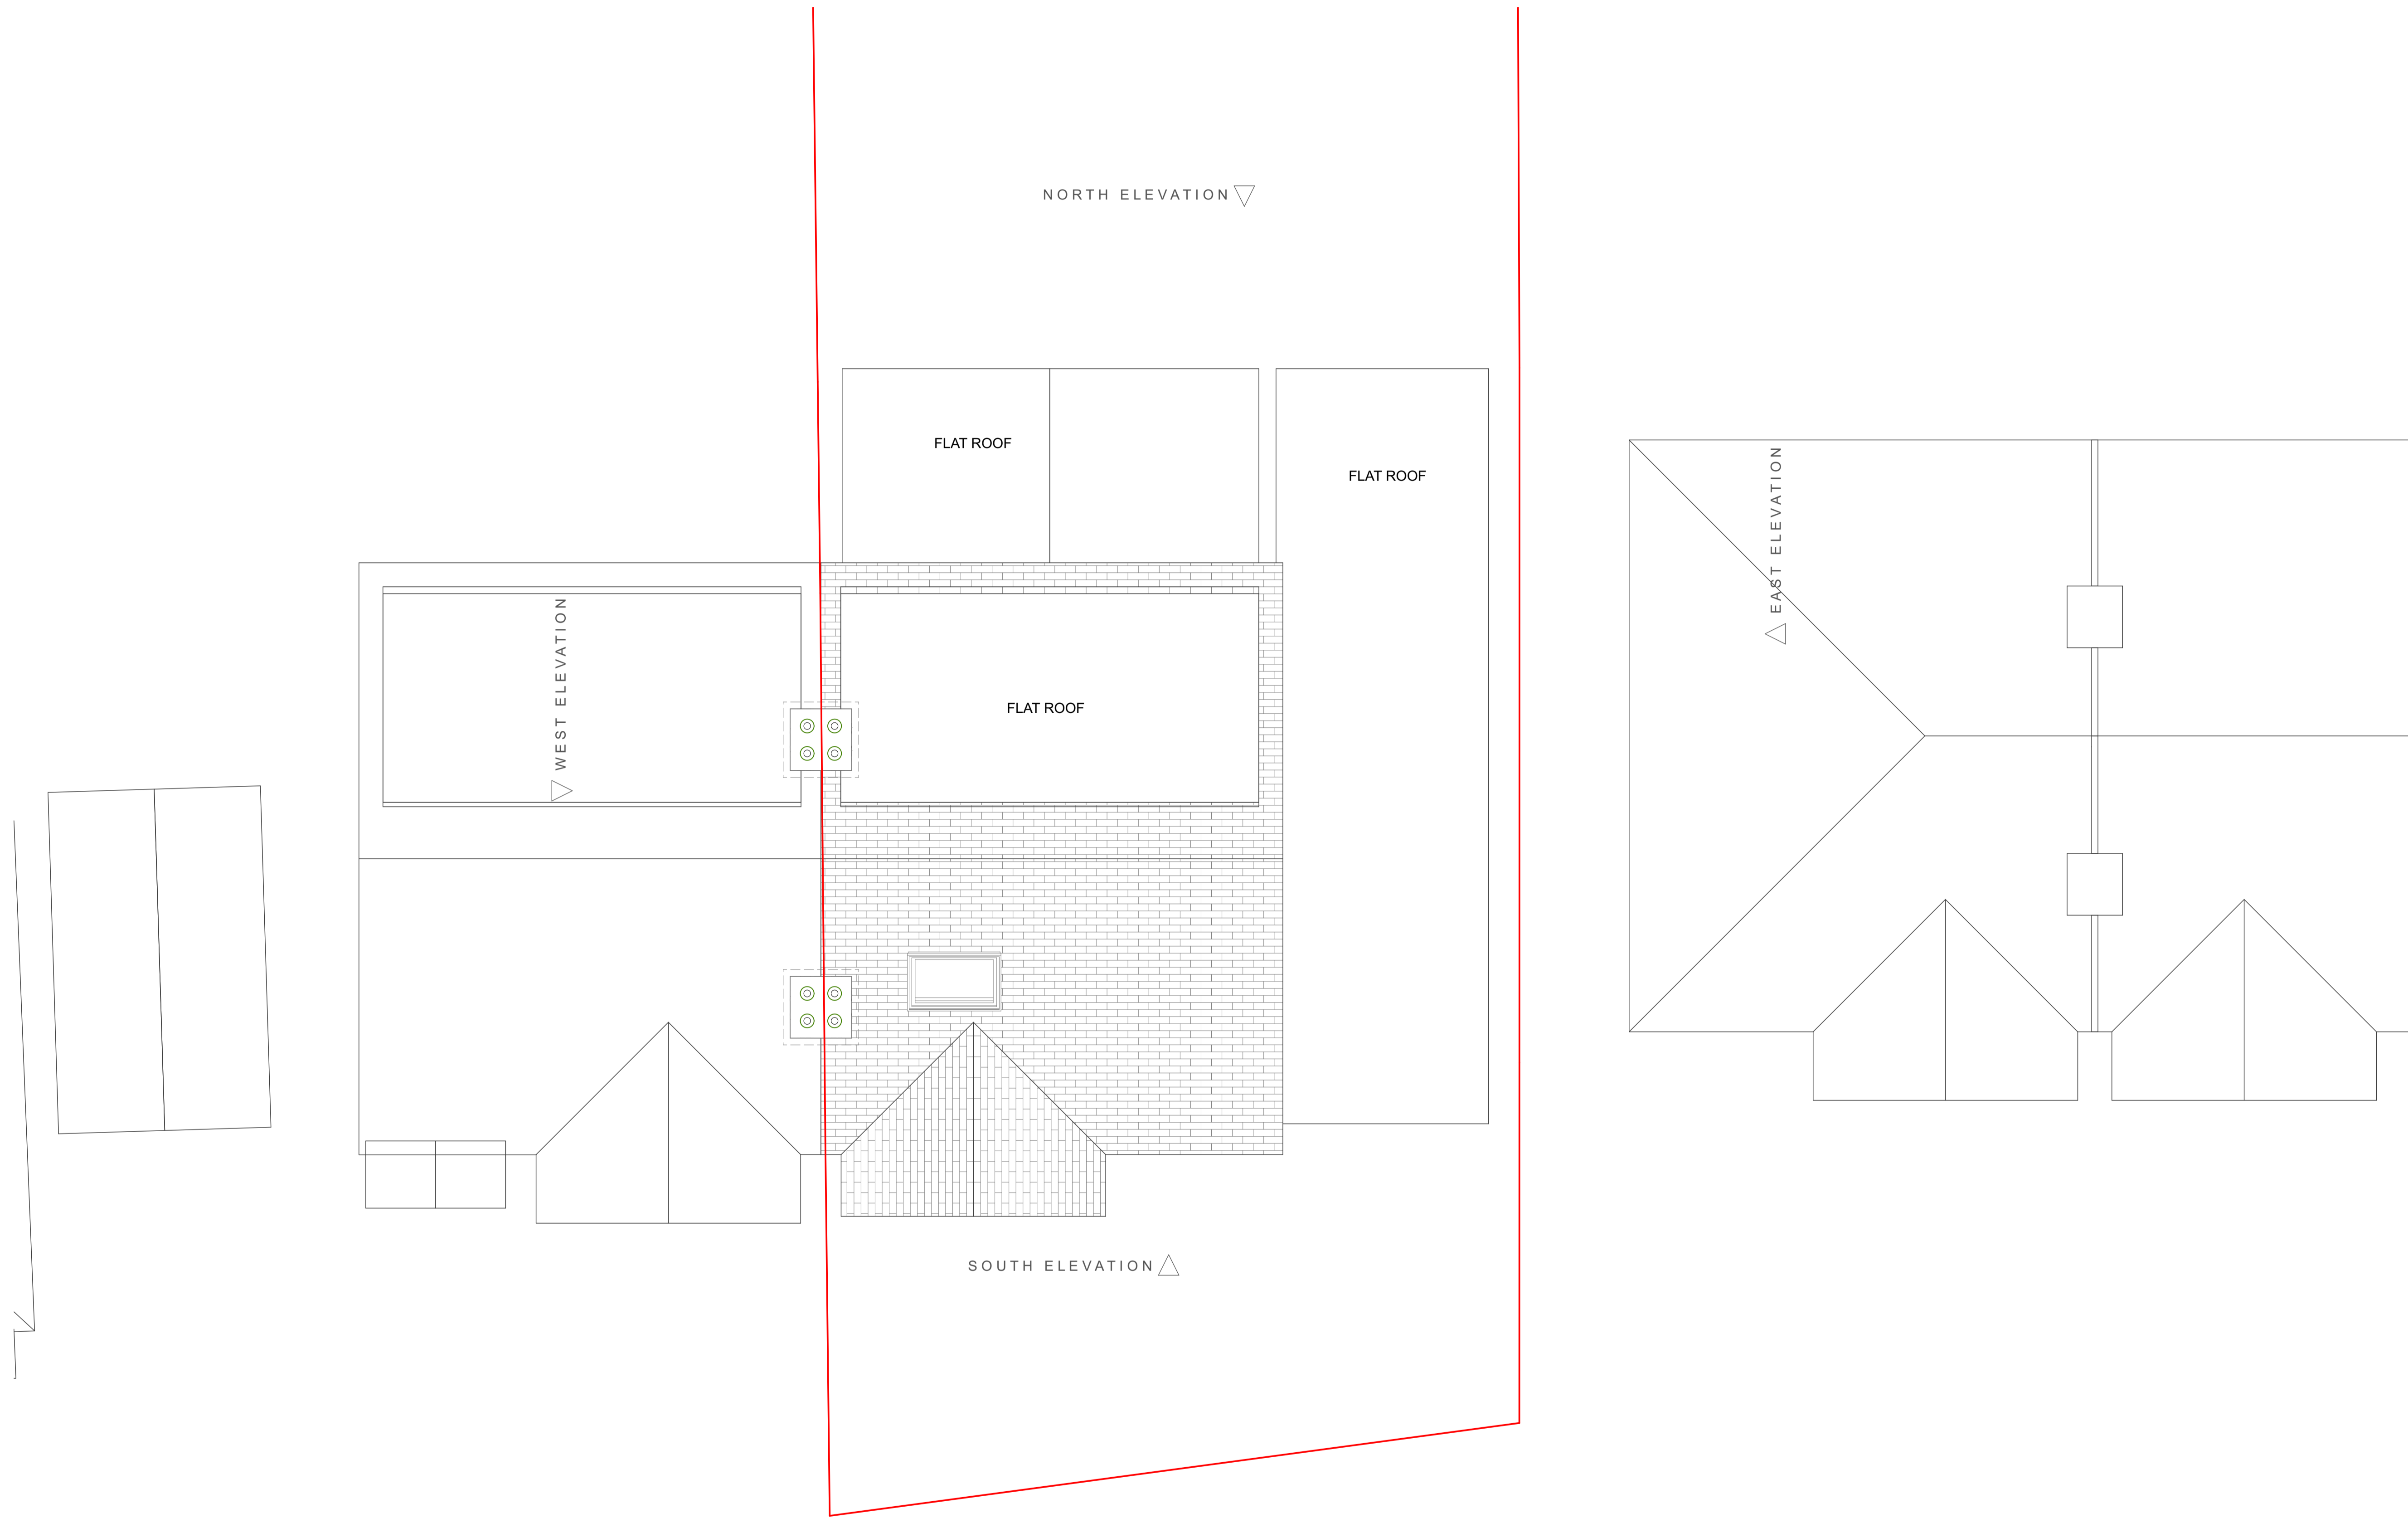 NORTH ELEVATION
FLAT ROOF
FLAT ROOF
EAST ELEVATION
WEST ELEVATION
FLAT ROOF
SOUTH ELEVATION